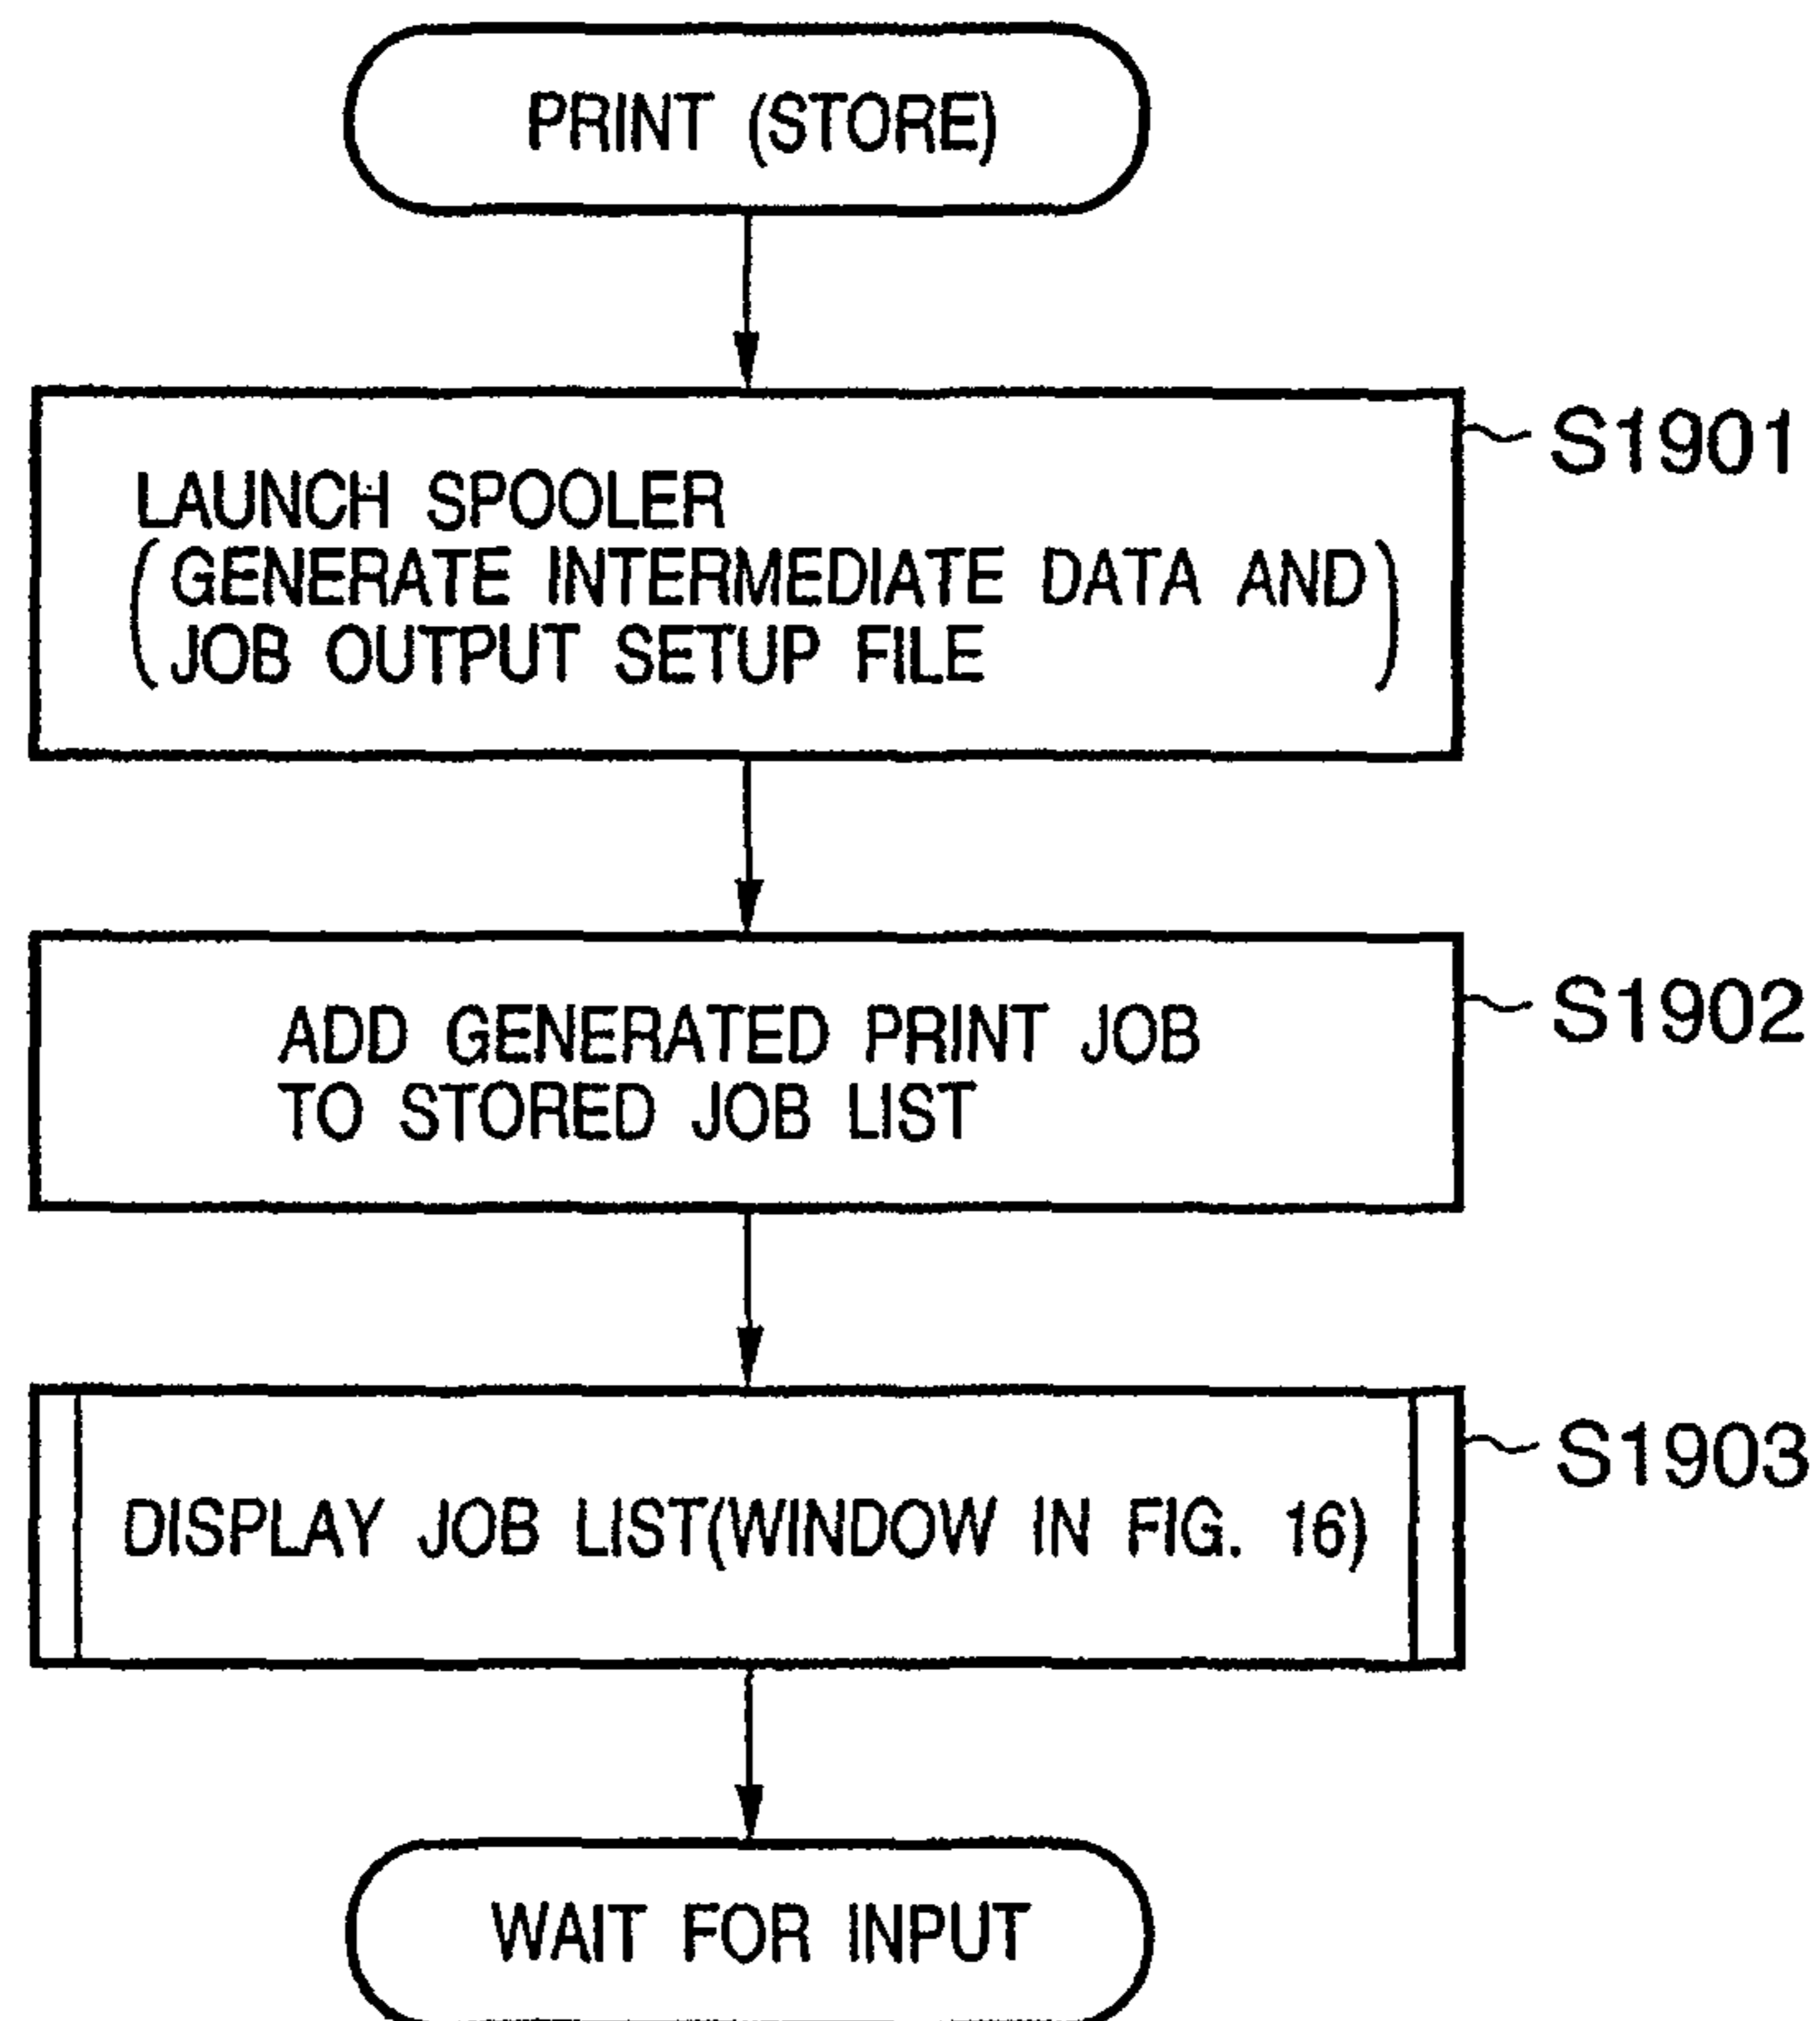 PRINT (STORE)
S1901
LAUNCH SPOOLER
(GENERATE INTERMEDIATE DATA AND
JOB OUTPUT SETUP FILE)
S1902
ADD GENERATED PRINT JOB
TO STORED JOB LIST
S1903
DISPLAY JOB LIST(WINDOW IN FIG. 16)
WAIT FOR INPUT